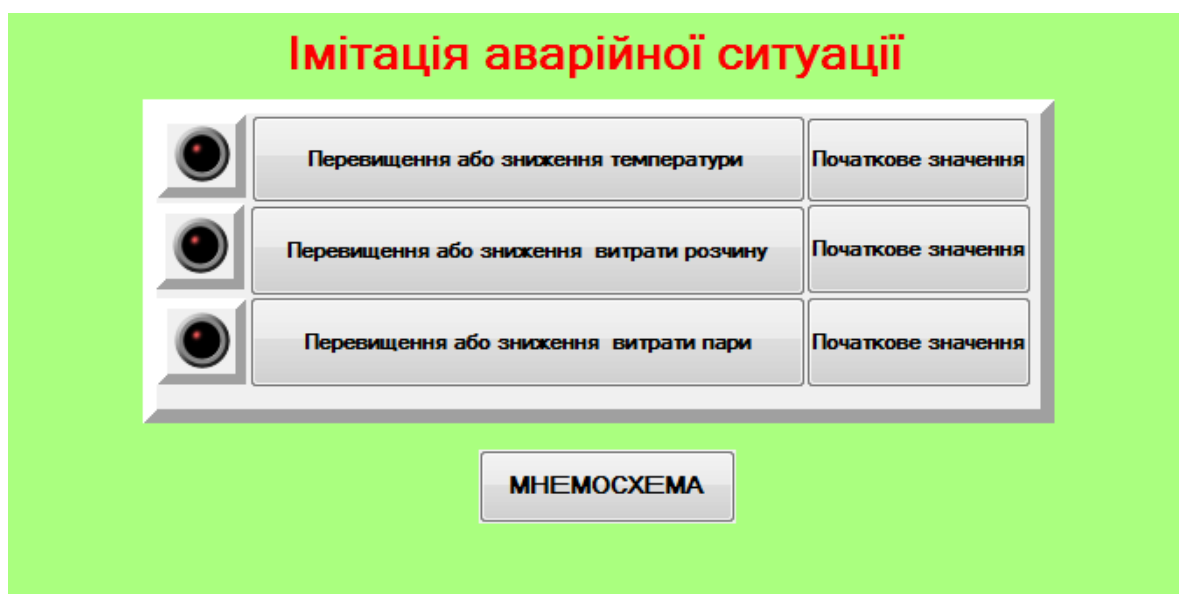 Імітація аварійної ситуації
Перевищення або зниження температури Початкове значення
Перевищення або зниження витрати розчину Початкове значення
Перевищення або зниження витрати пари Початкове значення
МНЕМОСХЕМА